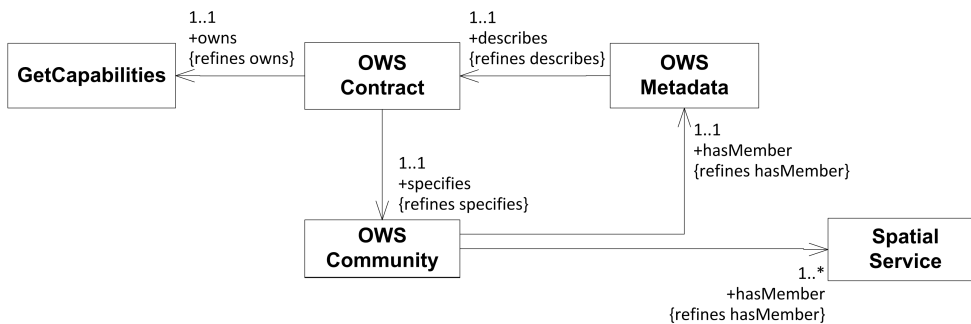 1..1
+owns
{refines owns}
1..1
+describes
{refines describes}
GetCapabilities
OWS
Contract
OWS
Metadata
1..1
+specifies
{refines specifies}
1..1
+hasMember
{refines hasMember}
OWS
Community
Spatial
Service
1..*
+hasMember
{refines hasMember}